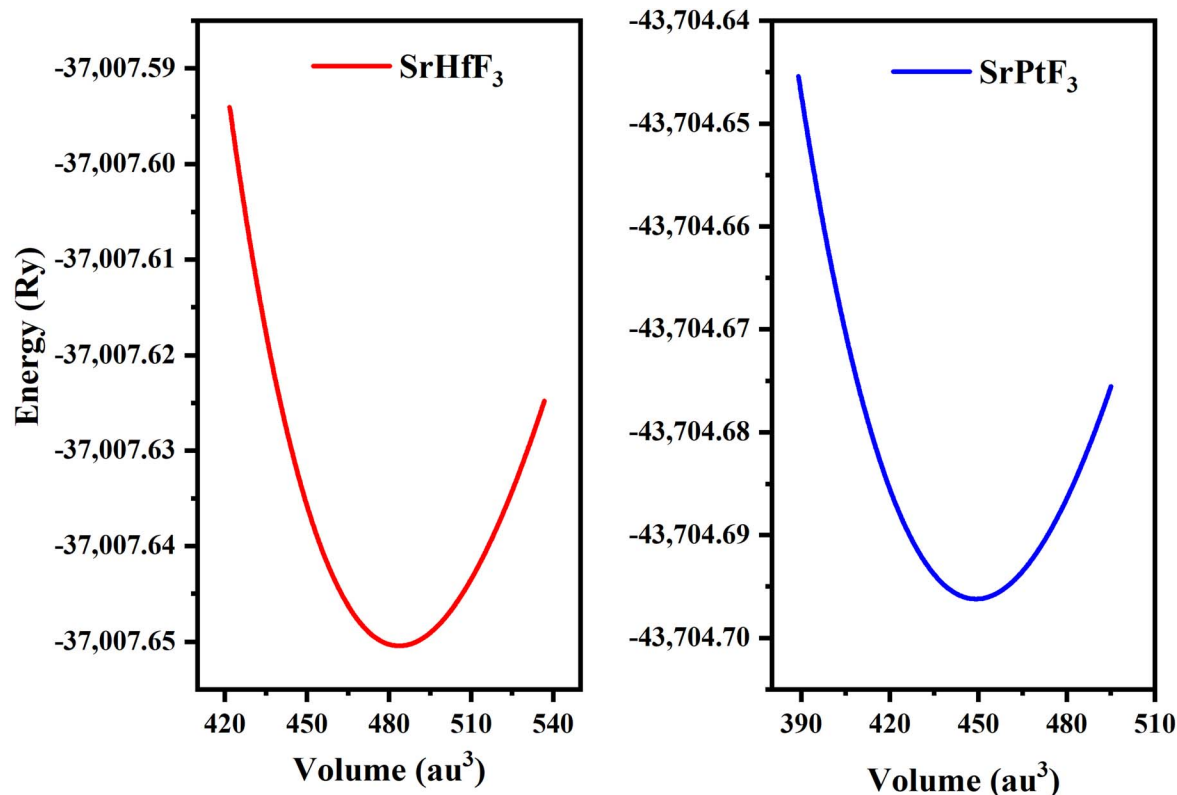 SrHfF₃
-37,007.59
-37,007.60
-37,007.61
-37,007.62
-37,007.63
-37,007.64
-37,007.65
Energy (Ry)
420 450 480 510 540
Volume (au³)
SrPtF₃
-43,704.64
-43,704.65
-43,704.66
-43,704.67
-43,704.68
-43,704.69
-43,704.70
390 420 450 480 510
Volume (au³)